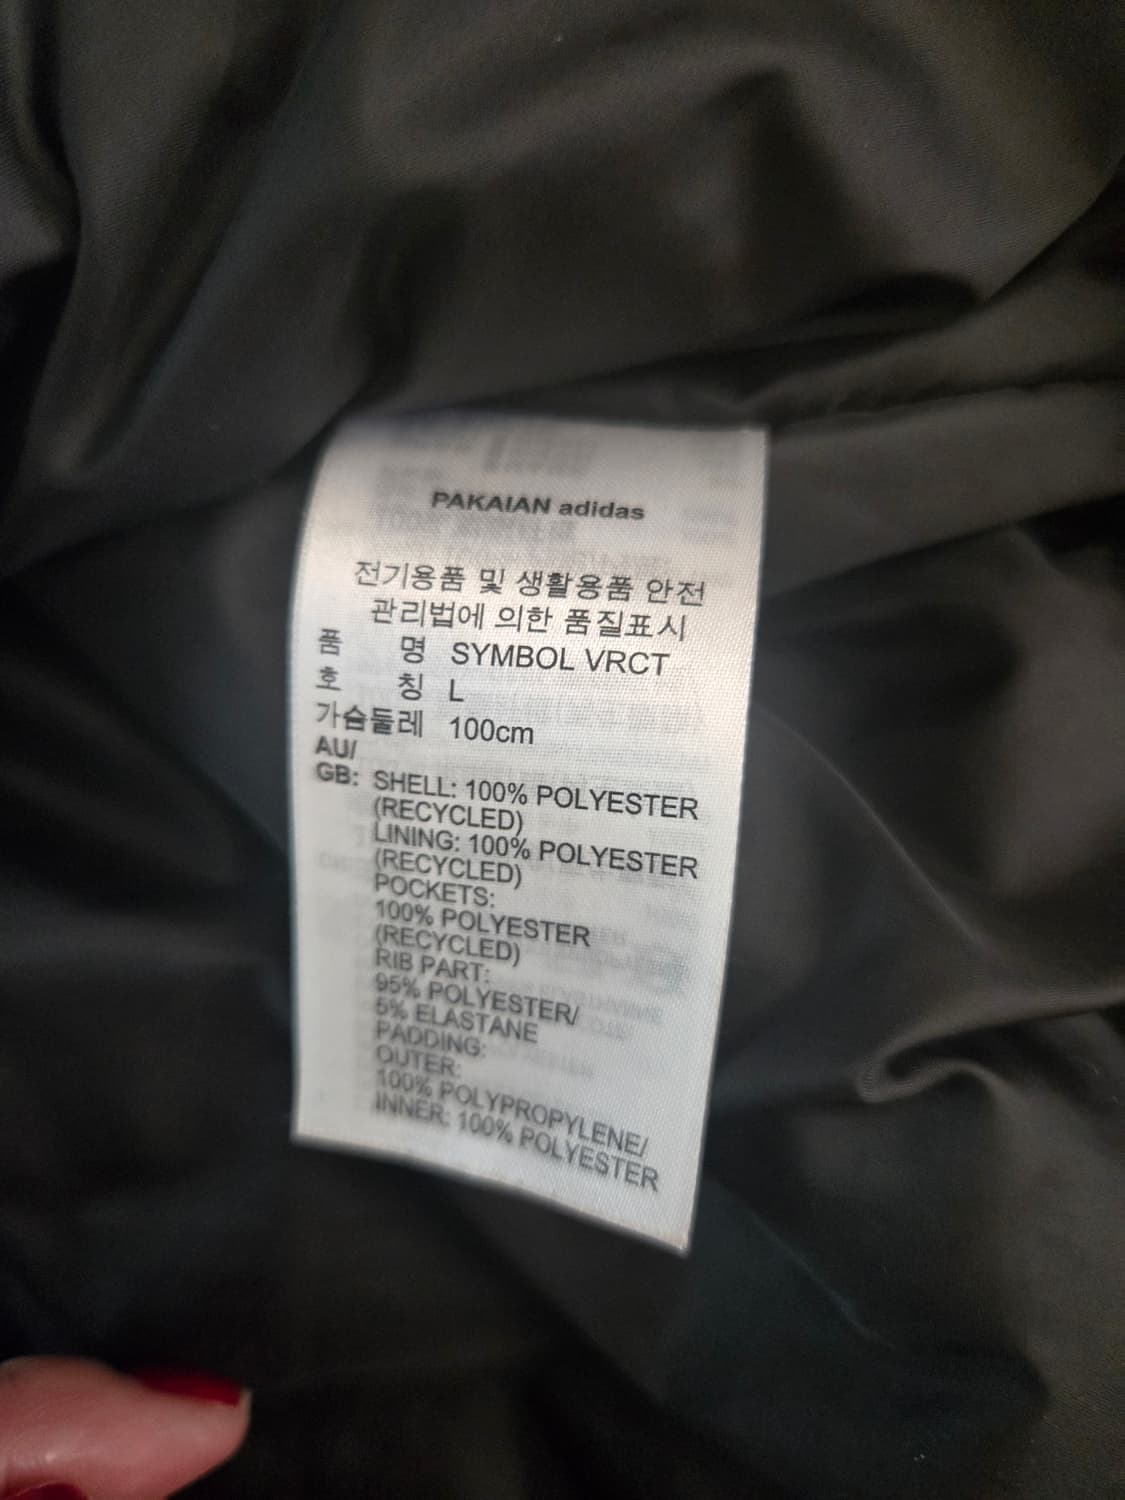 PAKAIAN adidas
전기용품 및 생활용품 안전
관리법에 의한 품질표시
품 명 SYMBOL VRCT
호 칭 L
가슴둘레 100cm
AU/
GB: SHELL: 100% POLYESTER
(RECYCLED)
LINING: 100% POLYESTER
(RECYCLED)
POCKETS:
100% POLYESTER
(RECYCLED)
RIB PART:
95% POLYESTER/
5% ELASTANE
PADDING:
OUTER:
100% POLYPROPYLENE/
INNER: 100% POLYESTER